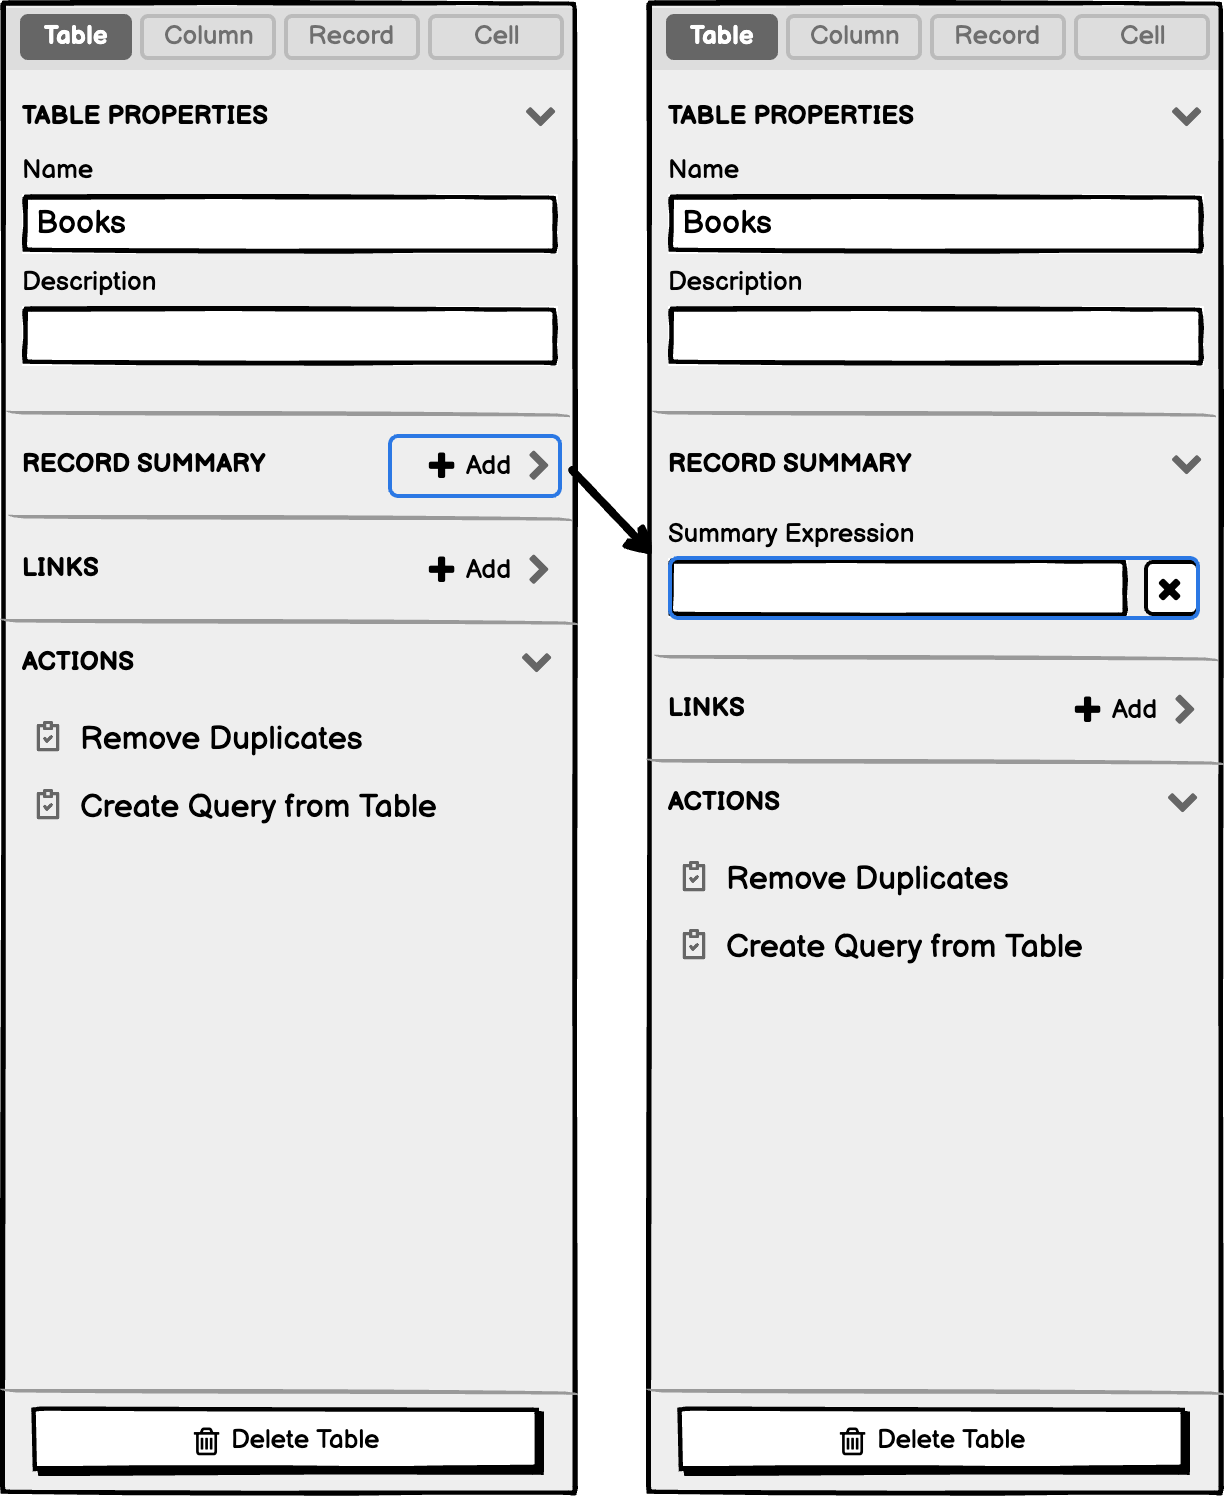 Table Column Record Cell
TABLE PROPERTIES
Name
Books
Description
RECORD SUMMARY Add
LINKS Add
ACTIONS
Remove Duplicates
Create Query from Table
Delete Table
Table Column Record Cell
TABLE PROPERTIES
Name
Books
Description
RECORD SUMMARY
Summary Expression
LINKS Add
ACTIONS
Remove Duplicates
Create Query from Table
Delete Table